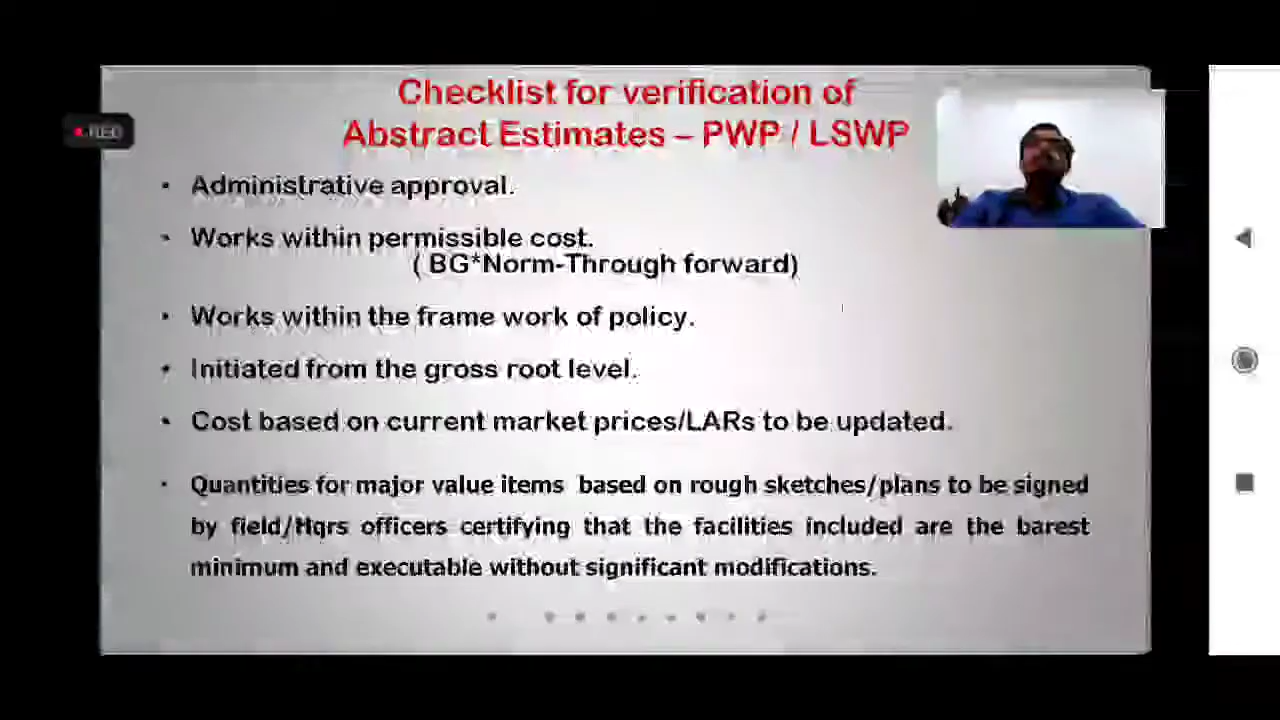 Checklist for verification of
Abstract Estimates – PWP / LSWP
REC
• Administrative approval.
• Works within permissible cost.
( BG*Norm-Through forward)
• Works within the frame work of policy.
• Initiated from the gross root level.
• Cost based on current market prices/LARs to be updated.
• Quantities for major value items based on rough sketches/plans to be signed
by field/Hqrs officers certifying that the facilities included are the barest
minimum and executable without significant modifications.